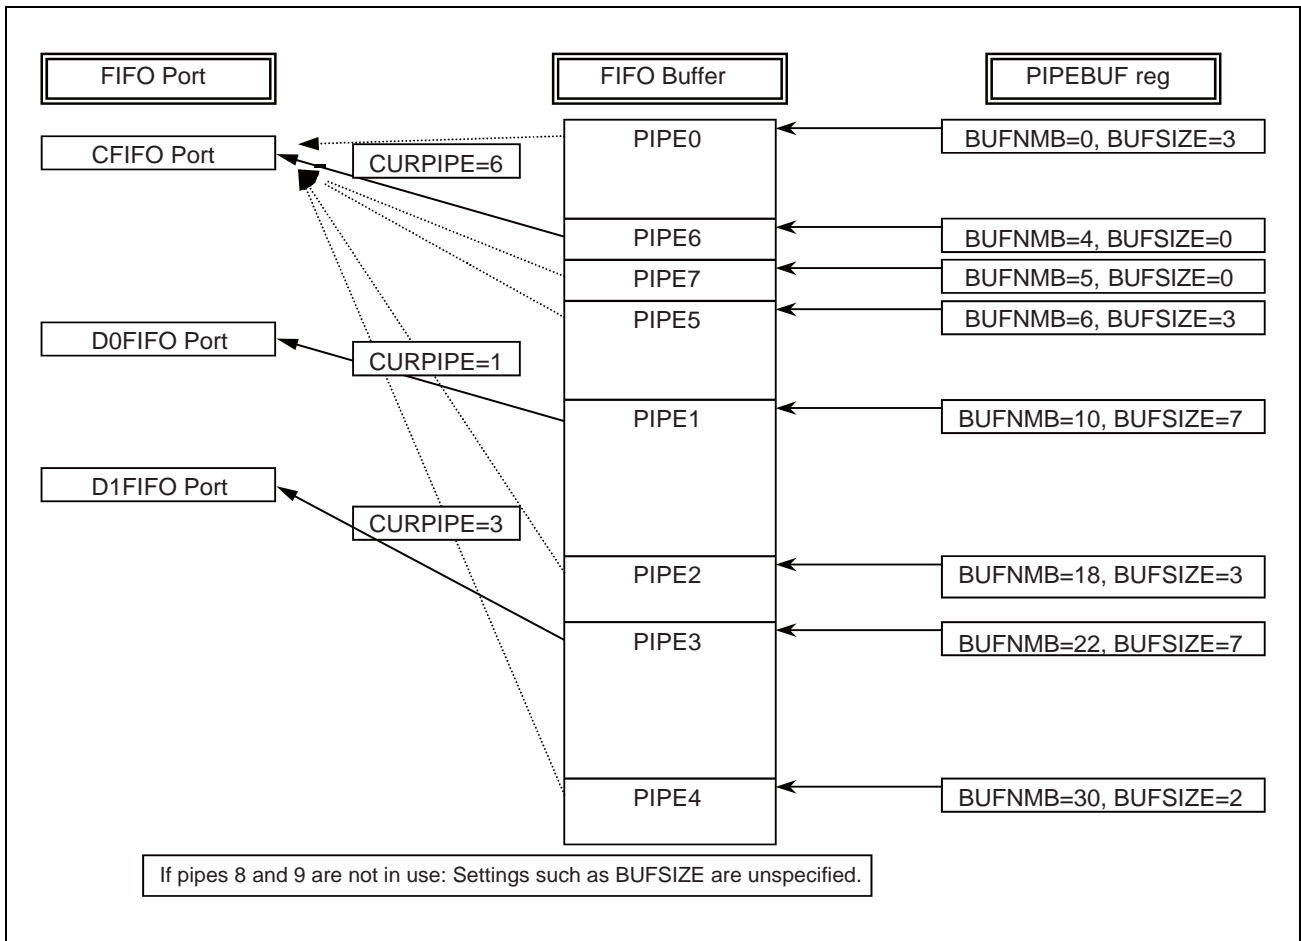 FIFO Port
FIFO Buffer
PIPEBUF reg
CFIFO Port
CURPIPE=6
PIPE0
BUFNMB=0, BUFSIZE=3
PIPE6
BUFNMB=4, BUFSIZE=0
PIPE7
BUFNMB=5, BUFSIZE=0
PIPE5
BUFNMB=6, BUFSIZE=3
D0FIFO Port
CURPIPE=1
PIPE1
BUFNMB=10, BUFSIZE=7
D1FIFO Port
CURPIPE=3
PIPE2
BUFNMB=18, BUFSIZE=3
PIPE3
BUFNMB=22, BUFSIZE=7
PIPE4
BUFNMB=30, BUFSIZE=2
If pipes 8 and 9 are not in use: Settings such as BUFSIZE are unspecified.